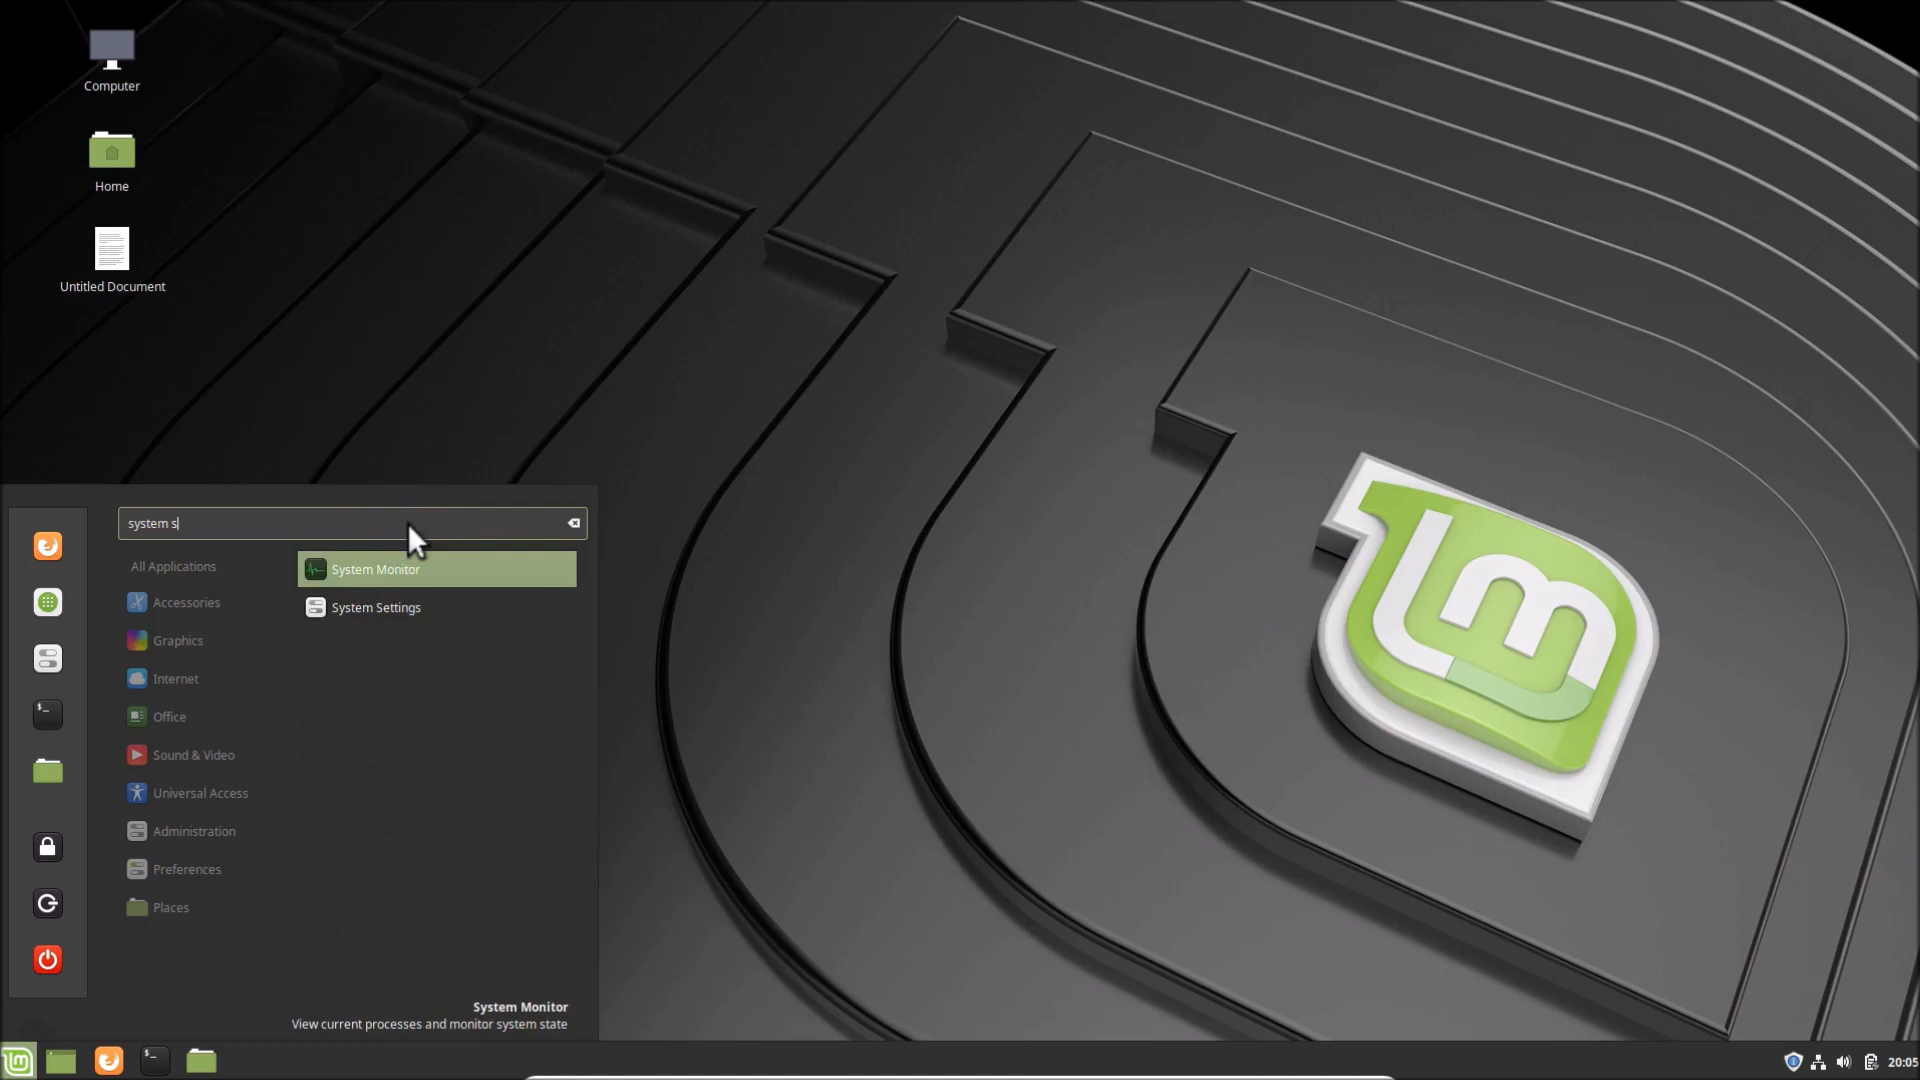 Computer
Home
Untitled Document
system s
All Applications
Accessories
Graphics
Internet
Office
Sound & Video
Universal Access
Administration
Preferences
Places
System Monitor
System Settings
System Monitor
View current processes and monitor system state
lm
20:05